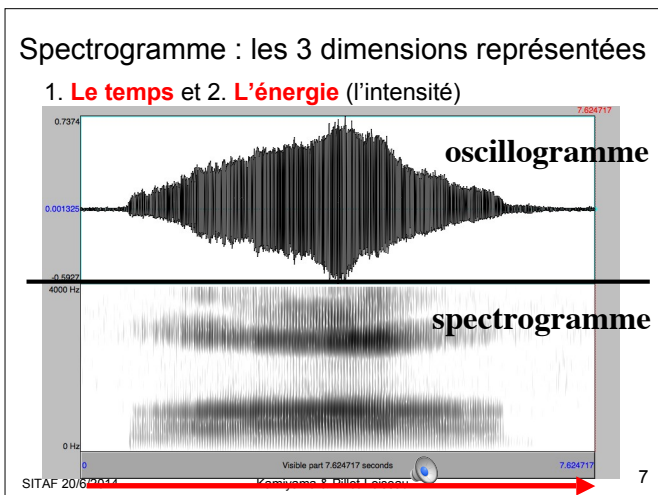 Spectrogramme : les 3 dimensions représentées
1. Le temps et 2. L'énergie (l'intensité)
7.624717
0.7374
oscillogramme
0.001325
-0.5927
4000 Hz
spectrogramme
0 Hz
0 Visible part 7.624717 seconds 7.624717
SITAF 20/6/2014 Kamiyama & Pillot-Loiseau 7